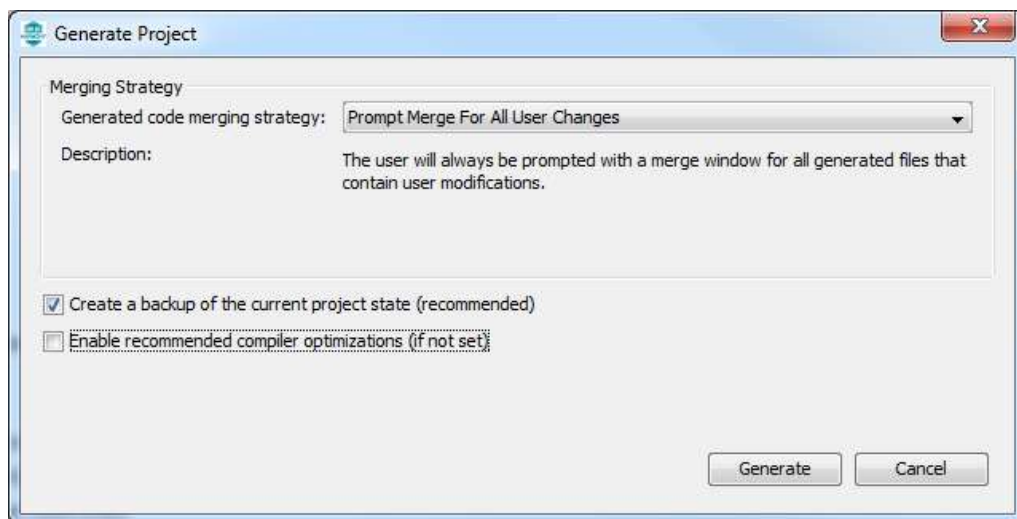 Generate Project
Merging Strategy
Generated code merging strategy: Prompt Merge For All User Changes
Description: The user will always be prompted with a merge window for all generated files that
contain user modifications.
Create a backup of the current project state (recommended)
Enable recommended compiler optimizations (if not set)
Generate Cancel